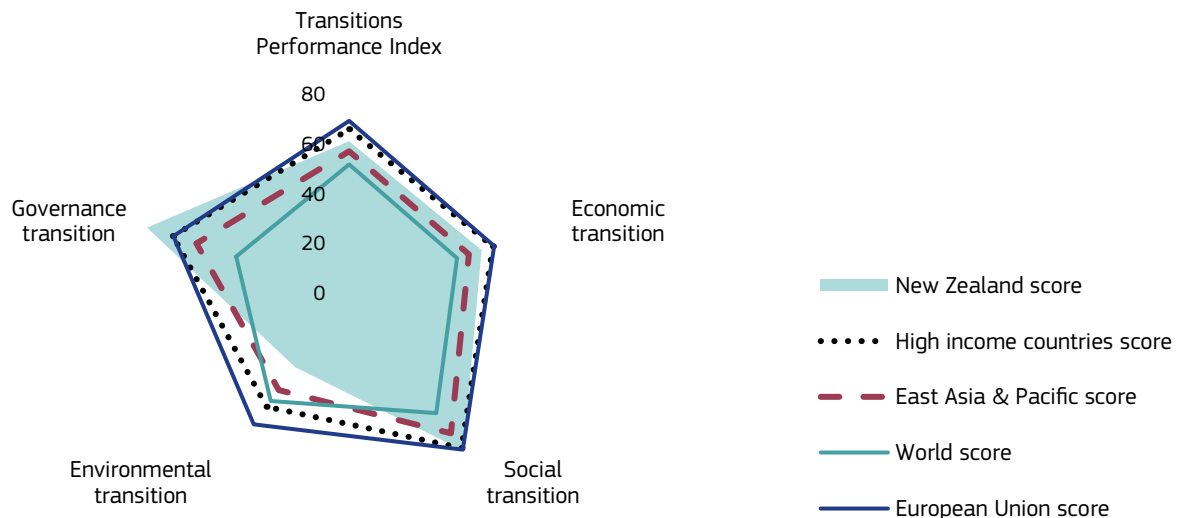 Transitions
Performance Index
80
60
40
20
0
Governance
transition
Economic
transition
Environmental
transition
Social
transition
New Zealand score
High income countries score
East Asia & Pacific score
World score
European Union score